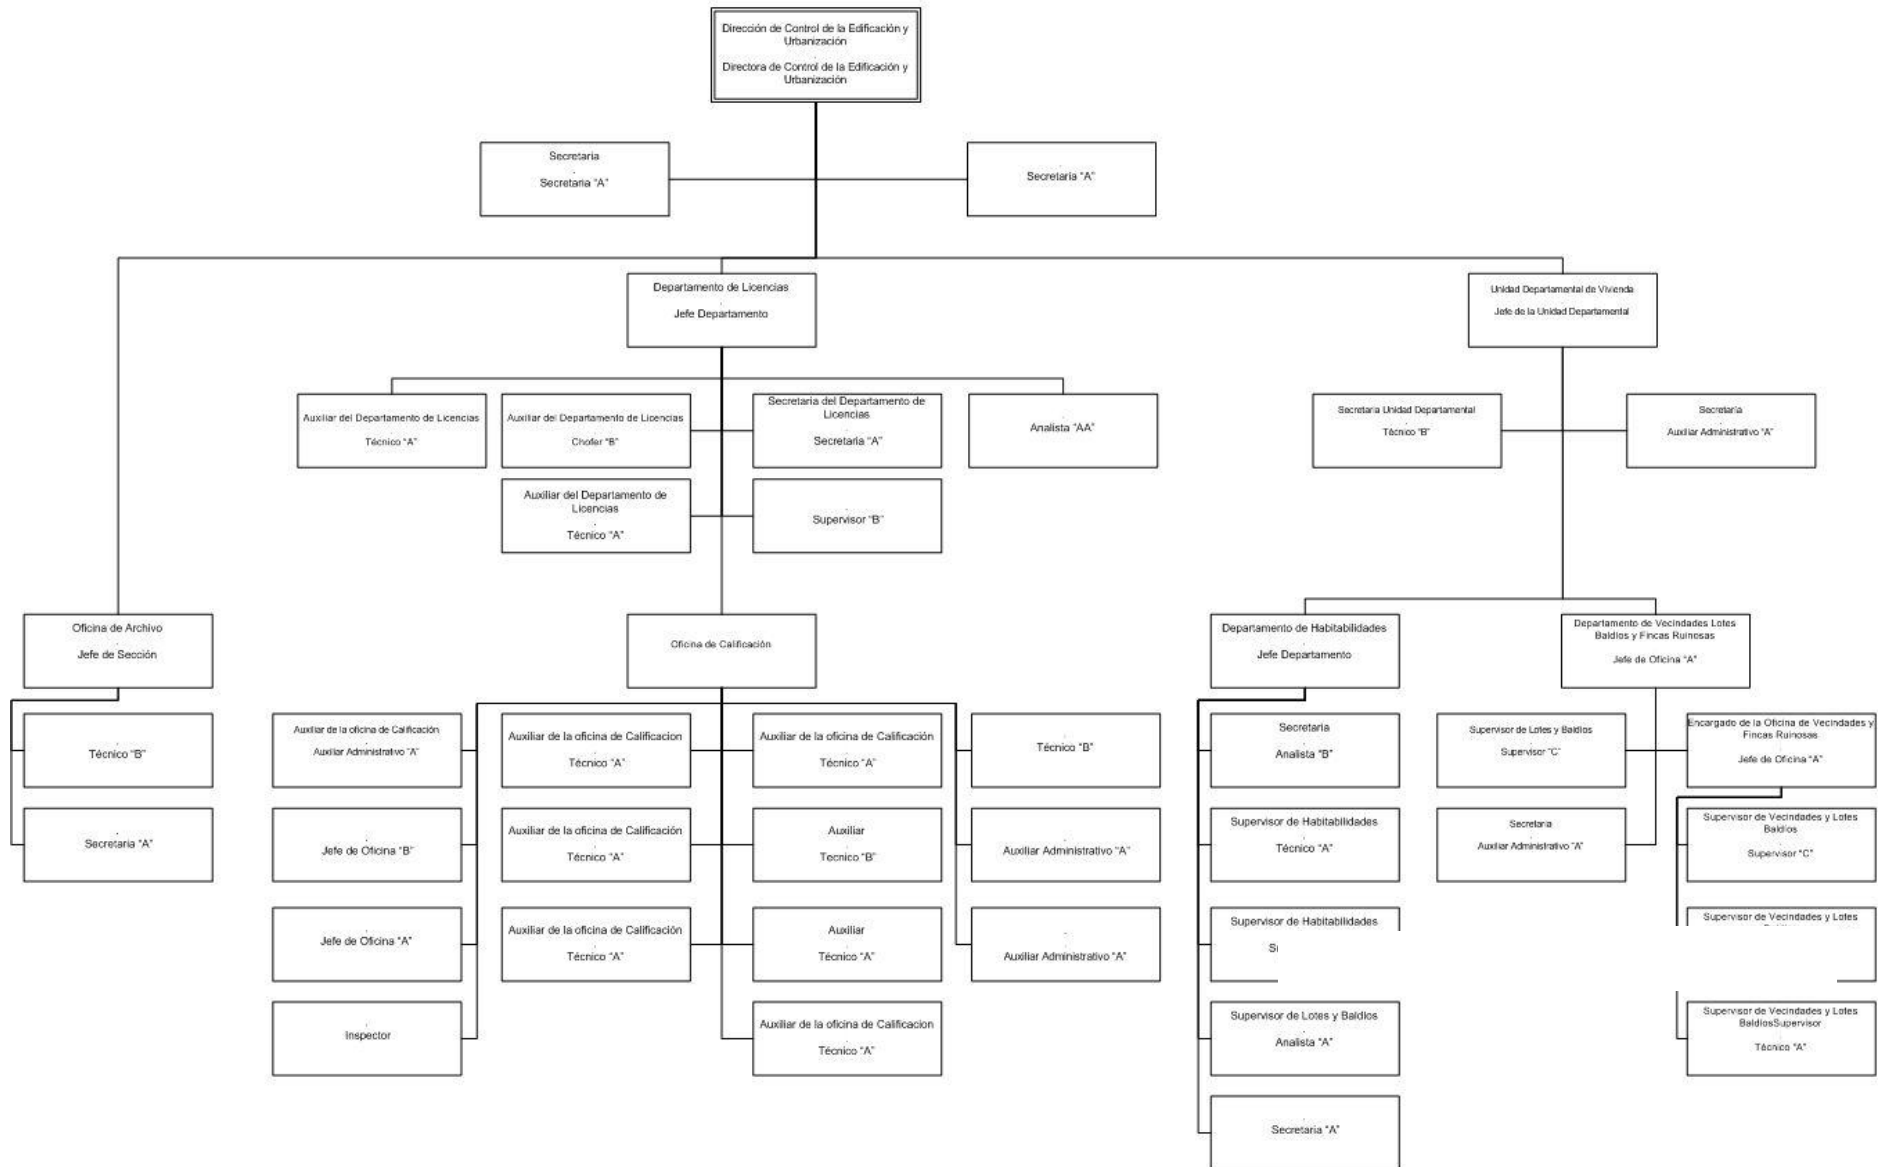 Dirección de Control de la Edificación y
Urbanización
Directora de Control de la Edificación y
Urbanización
Secretaria
Secretaria "A"
Secretaria "A"
Departamento de Licencias
Jefe Departamento
Unidad Departamental de Vivienda
Jefe de la Unidad Departamental
Auxiliar del Departamento de Licencias
Técnico "A"
Auxiliar del Departamento de Licencias
Chofer "B"
Secretaria del Departamento de
Licencias
Secretaria "A"
Analista "AA"
Secretaria Unidad Departamental
Técnico "B"
Secretaria
Auxiliar Administrativo "A"
Auxiliar del Departamento de
Licencias
Técnico "A"
Supervisor "B"
Oficina de Archivo
Jefe de Sección
Oficina de Calificación
Departamento de Habitabilidades
Jefe Departamento
Departamento de Vecindades Lotes
Baldios y Fincas Ruinosas
Jefe de Oficina "A"
Técnico "B"
Auxiliar de la oficina de Calificación
Auxiliar Administrativo "A"
Auxiliar de la oficina de Calificacion
Técnico "A"
Auxiliar de la oficina de Calificación
Técnico "A"
Técnico "B"
Secretaria
Analista "B"
Supervisor de Lotes y Baldios
Supervisor "C"
Encargado de la Oficina de Vecindades y
Fincas Ruinosas
Jefe de Oficina "A"
Secretaria "A"
Jefe de Oficina "B"
Auxiliar de la oficina de Calificación
Técnico "A"
Auxiliar
Tecnico "B"
Auxiliar Administrativo "A"
Supervisor de Habitabilidades
Técnico "A"
Secretaria
Auxiliar Administrativo "A"
Supervisor de Vecindades y Lotes
Baldios
Supervisor "C"
Jefe de Oficina "A"
Auxiliar de la oficina de Calificación
Técnico "A"
Auxiliar
Técnico "A"
Auxiliar Administrativo "A"
Supervisor de Habitabilidades
Supervisor de Vecindades y Lotes
Inspector
Auxiliar de la oficina de Calificacion
Técnico "A"
Supervisor de Lotes y Baldios
Analista "A"
Supervisor de Vecindades y Lotes
BaldiosSupervisor
Técnico "A"
Secretaria "A"